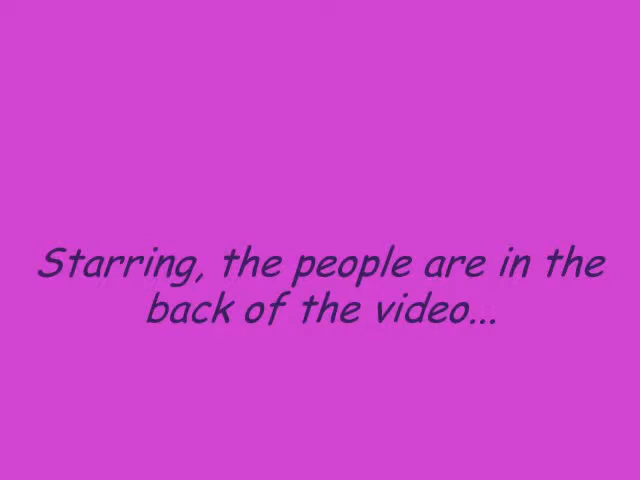 Starring, the people are in the
back of the video...